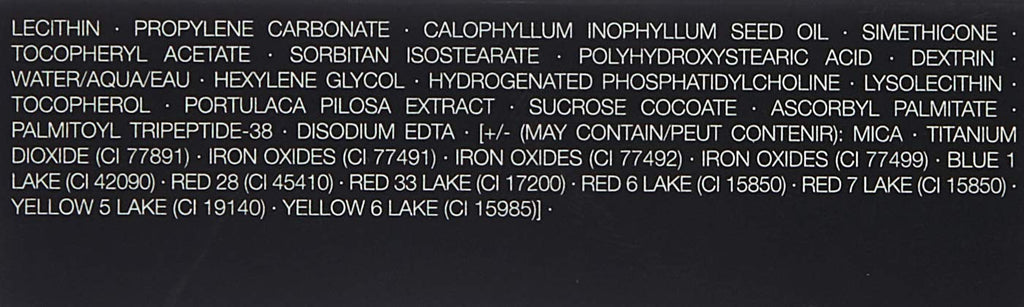 LECITHIN · PROPYLENE CARBONATE · CALOPHYLLUM INOPHYLLUM SEED OIL · SIMETHICONE ·
TOCOPHERYL ACETATE · SORBITAN ISOSTEARATE · POLYHYDROXYSTEARIC ACID · DEXTRIN ·
WATER/AQUA/EAU · HEXYLENE GLYCOL · HYDROGENATED PHOSPHATIDYLCHOLINE · LYSOLECITHIN ·
TOCOPHEROL · PORTULACA PILOSA EXTRACT · SUCROSE COCOATE · ASCORBYL PALMITATE ·
PALMITOYL TRIPEPTIDE-38 · DISODIUM EDTA · [+/- (MAY CONTAIN/PEUT CONTENIR): MICA · TITANIUM
DIOXIDE (CI 77891) · IRON OXIDES (CI 77491) · IRON OXIDES (CI 77492) · IRON OXIDES (CI 77499) · BLUE 1
LAKE (CI 42090) · RED 28 (CI 45410) · RED 33 LAKE (CI 17200) · RED 6 LAKE (CI 15850) · RED 7 LAKE (CI 15850) ·
YELLOW 5 LAKE (CI 19140) · YELLOW 6 LAKE (CI 15985)] ·